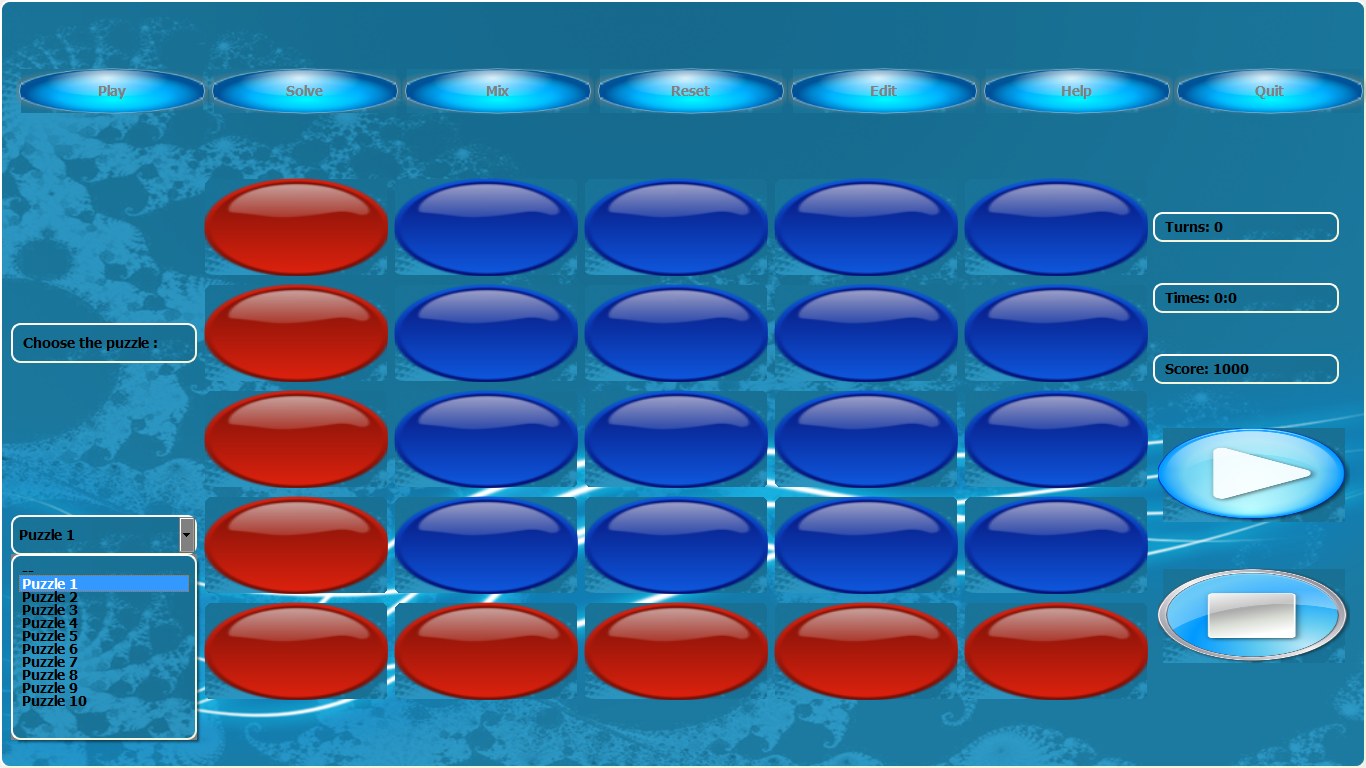 Play
Solve
Mix
Reset
Edit
Help
Quit
Turns: 0
Times: 0:0
Choose the puzzle :
Score: 1000
Puzzle 1
--
Puzzle 1
Puzzle 2
Puzzle 3
Puzzle 4
Puzzle 5
Puzzle 6
Puzzle 7
Puzzle 8
Puzzle 9
Puzzle 10